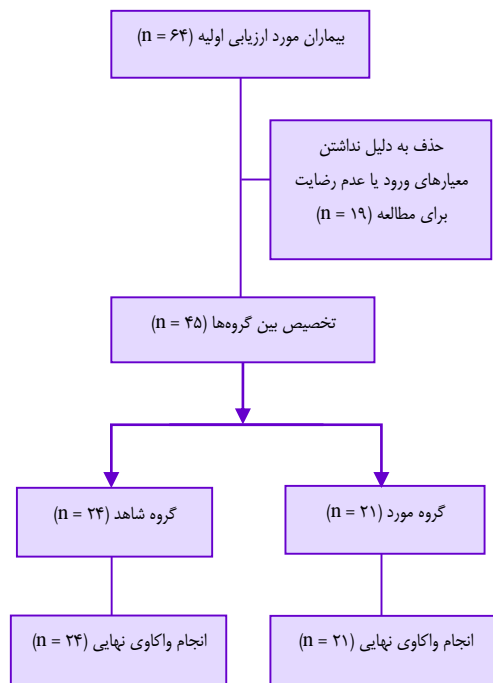 بیماران مورد ارزیابی اولیه (n = ۶۴)
حذف به دلیل نداشتن
معیارهای ورود یا عدم رضایت
برای مطالعه (n = ۱۹)
تخصیص بین گروه‌ها (n = ۴۵)
گروه مورد (n = ۲۱)
گروه شاهد (n = ۲۴)
انجام واکاوی نهایی (n = ۲۱)
انجام واکاوی نهایی (n = ۲۴)